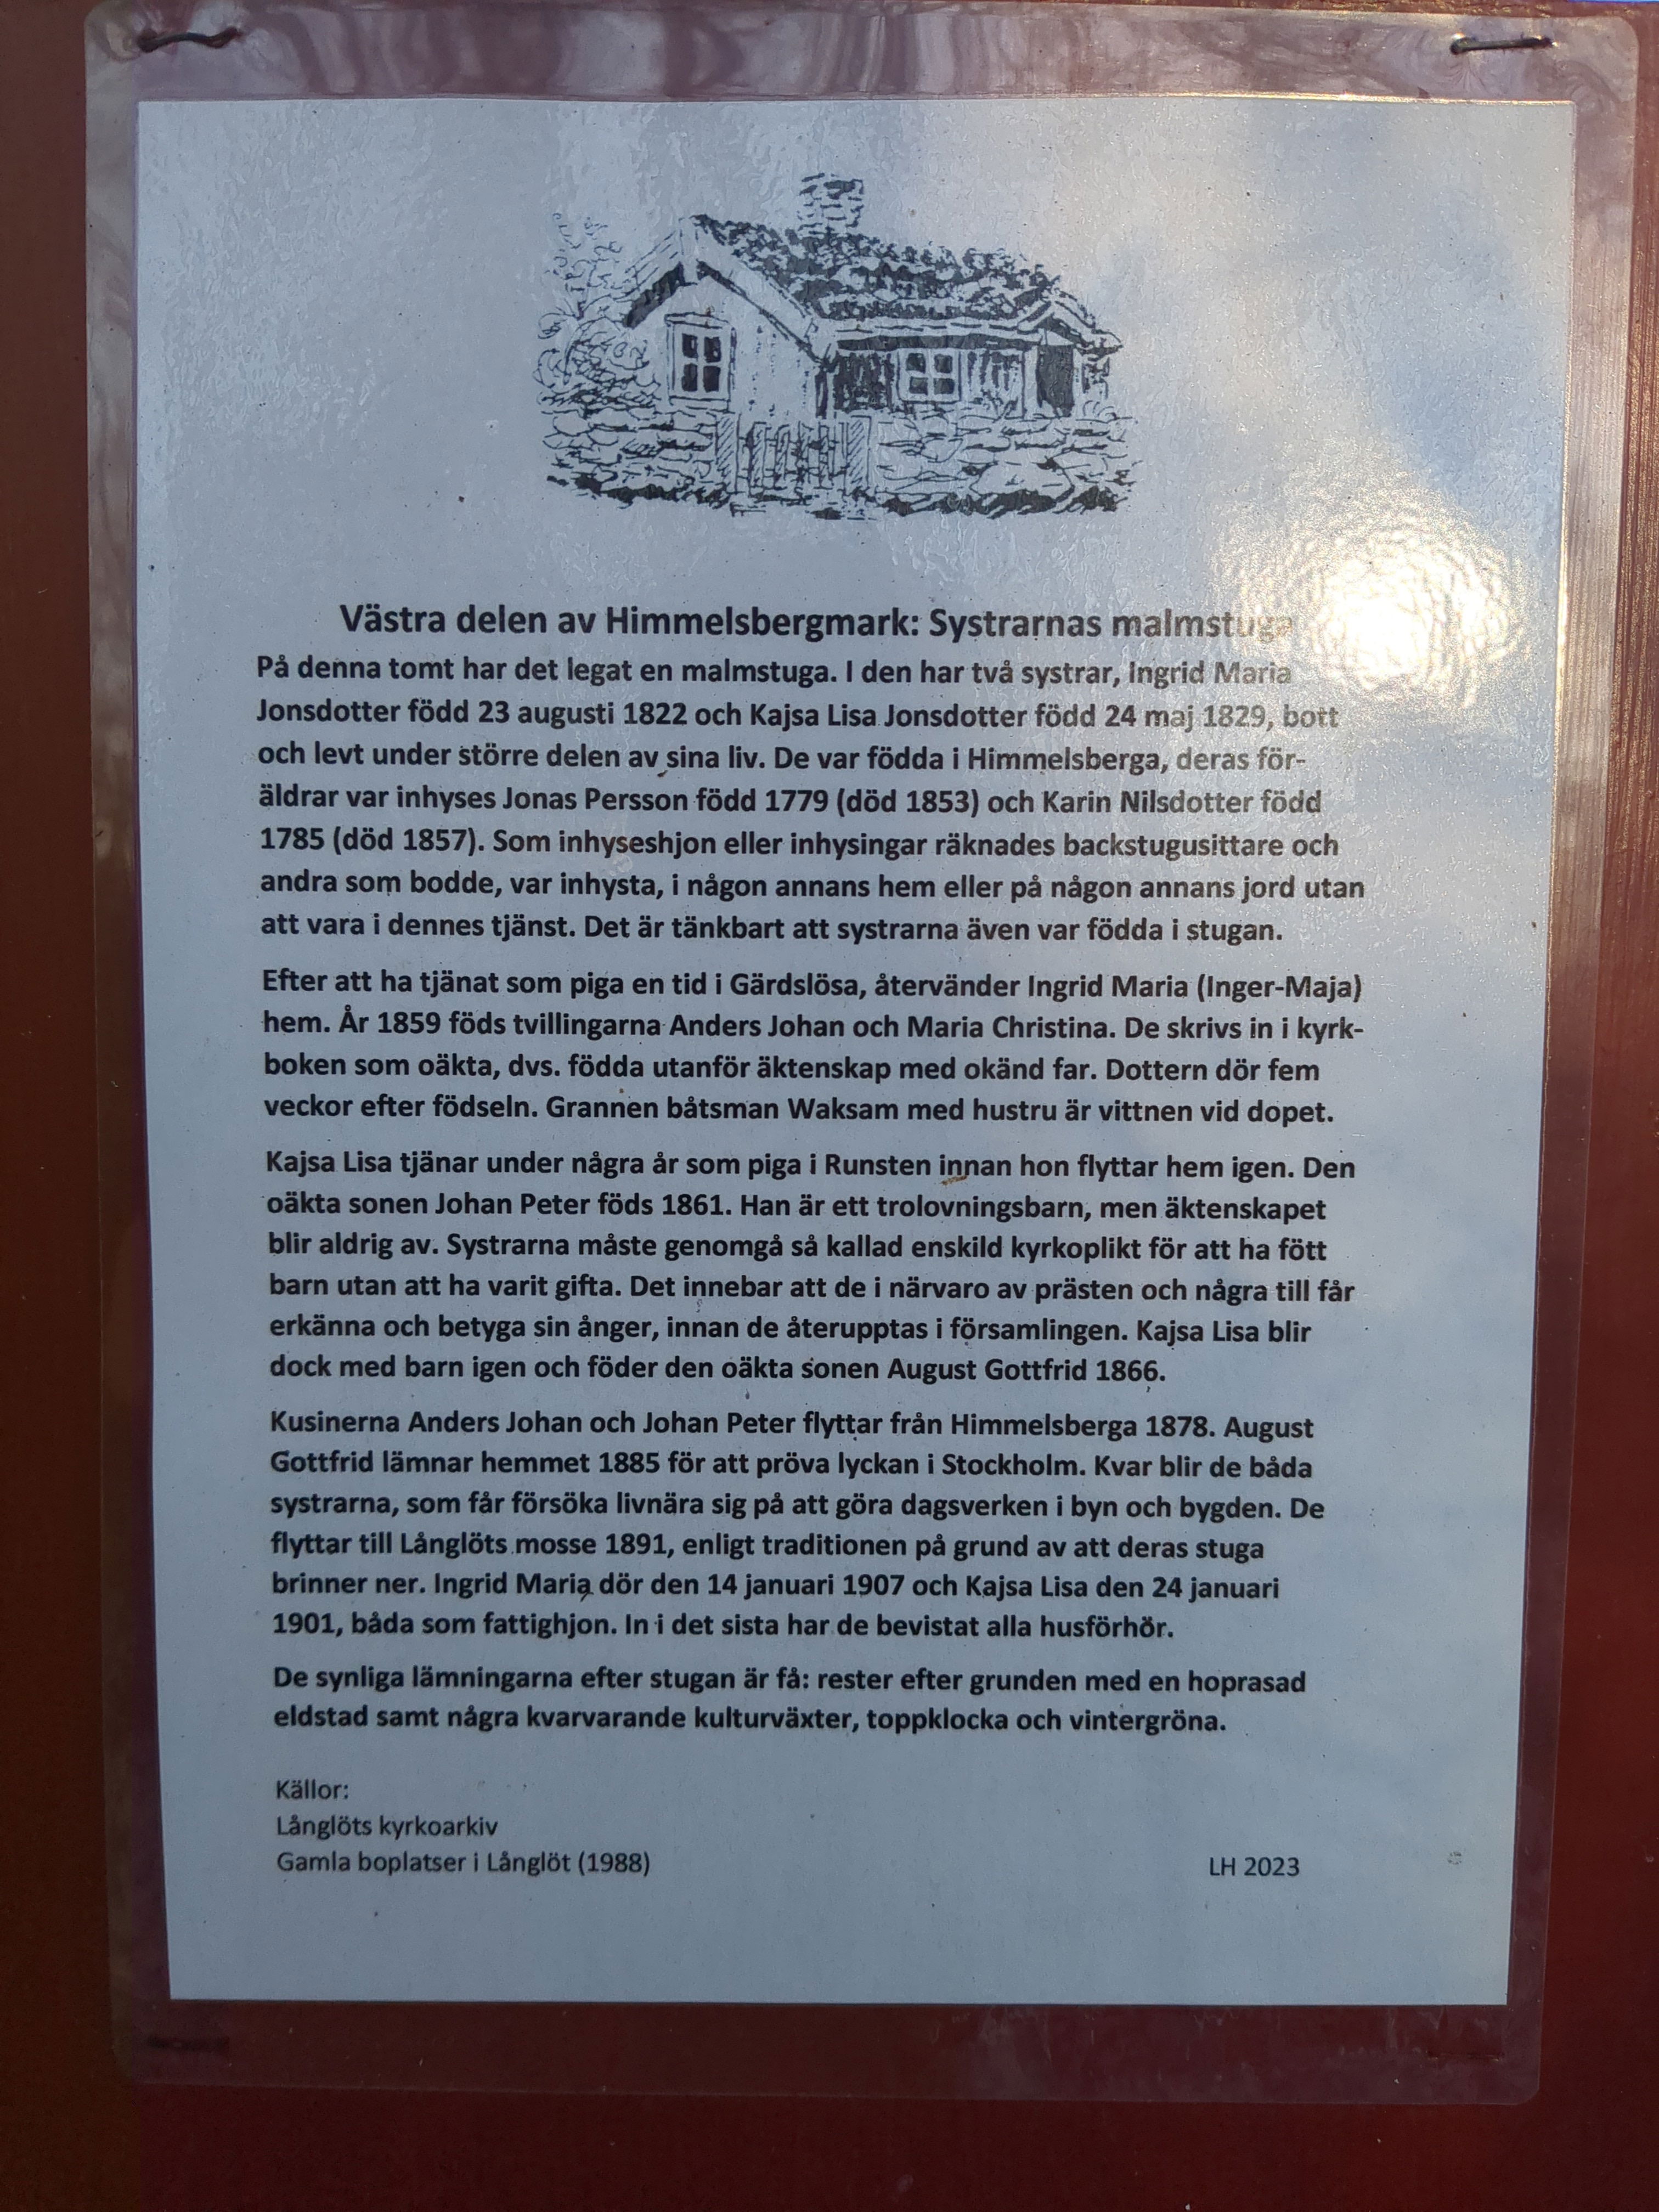 Västra delen av Himmelsbergmark: Systrarnas malmstuga
På denna tomt har det legat en malmstuga. I den har två systrar, Ingrid Maria
Jonsdotter född 23 augusti 1822 och Kajsa Lisa Jonsdotter född 24 maj 1829, bott
och levt under större delen av sina liv. De var födda i Himmelsberga, deras för-
äldrar var inhyses Jonas Persson född 1779 (död 1853) och Karin Nilsdotter född
1785 (död 1857). Som inhyseshjon eller inhysingar räknades backstugusittare och
andra som bodde, var inhysta, i någon annans hem eller på någon annans jord utan
att vara i dennes tjänst. Det är tänkbart att systrarna även var födda i stugan.
Efter att ha tjänat som piga en tid i Gärdslösa, återvänder Ingrid Maria (Inger-Maja)
hem. År 1859 föds tvillingarna Anders Johan och Maria Christina. De skrivs in i kyrk-
boken som oäkta, dvs. födda utanför äktenskap med okänd far. Dottern dör fem
veckor efter födseln. Grannen båtsman Waksam med hustru är vittnen vid dopet.
Kajsa Lisa tjänar under några år som piga i Runsten innan hon flyttar hem igen. Den
oäkta sonen Johan Peter föds 1861. Han är ett trolovningsbarn, men äktenskapet
blir aldrig av. Systrarna måste genomgå så kallad enskild kyrkoplikt för att ha fött
barn utan att ha varit gifta. Det innebar att de i närvaro av prästen och några till får
erkänna och betyga sin ånger, innan de återupptas i församlingen. Kajsa Lisa blir
dock med barn igen och föder den oäkta sonen August Gottfrid 1866.
Kusinerna Anders Johan och Johan Peter flyttar från Himmelsberga 1878. August
Gottfrid lämnar hemmet 1885 för att pröva lyckan i Stockholm. Kvar blir de båda
systrarna, som får försöka livnära sig på att göra dagsverken i byn och bygden. De
flyttar till Långlöts mosse 1891, enligt traditionen på grund av att deras stuga
brinner ner. Ingrid Maria dör den 14 januari 1907 och Kajsa Lisa den 24 januari
1901, båda som fattighjon. In i det sista har de bevistat alla husförhör.
De synliga lämningarna efter stugan är få: rester efter grunden med en hoprasad
eldstad samt några kvarvarande kulturväxter, toppklocka och vintergröna.
Källor:
Långlöts kyrkoarkiv
Gamla boplatser i Långlöt (1988)
LH 2023